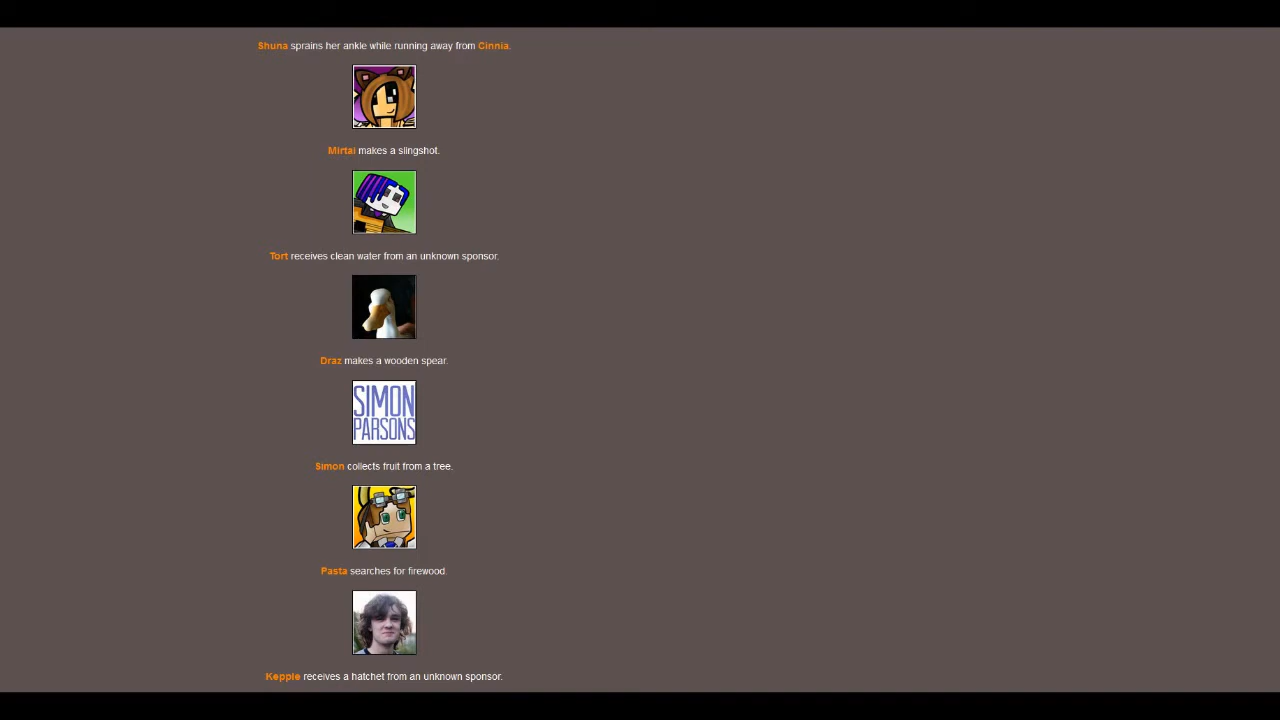 Shuna sprains her ankle while running away from Cinnia.
Mirtai makes a slingshot.
Tort receives clean water from an unknown sponsor.
Draz makes a wooden spear.
SIMON
PARSONS
Simon collects fruit from a tree.
Pasta searches for firewood.
Keppie receives a hatchet from an unknown sponsor.